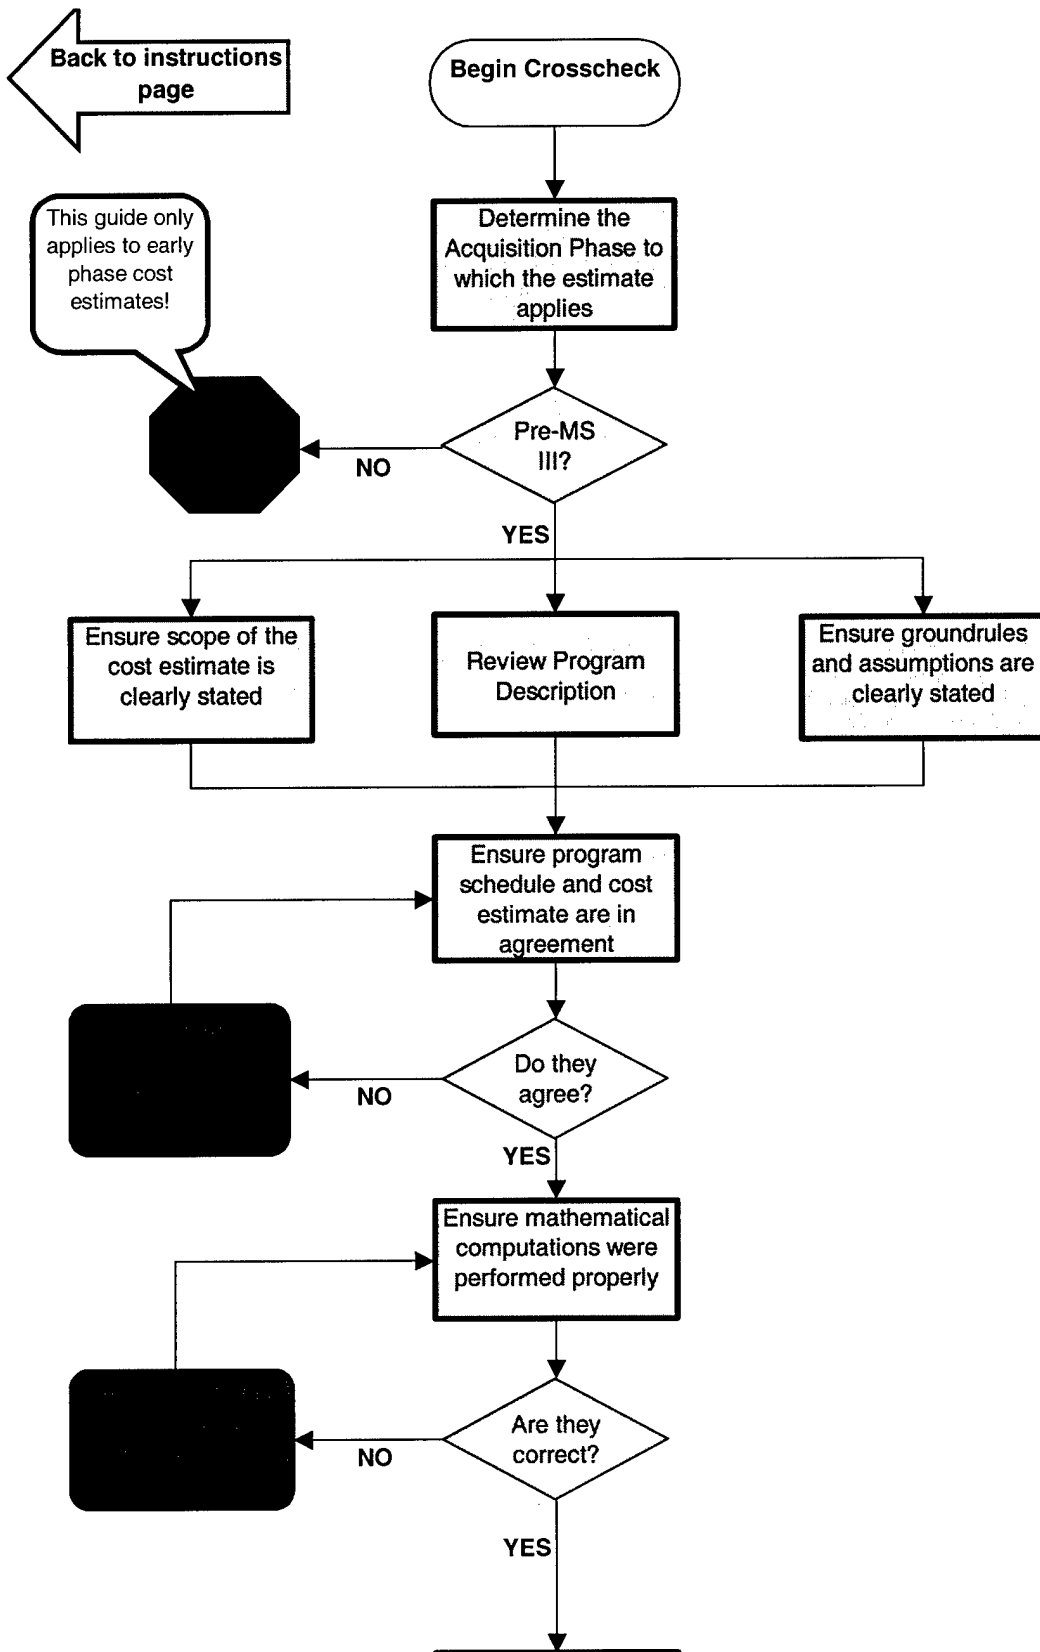 Back to instructions
page
Begin Crosscheck
This guide only
applies to early
phase cost
estimates!
Determine the
Acquisition Phase to
which the estimate
applies
Pre-MS
III?
NO
YES
Ensure scope of the
cost estimate is
clearly stated
Review Program
Description
Ensure groundrules
and assumptions are
clearly stated
Ensure program
schedule and cost
estimate are in
agreement
Do they
agree?
NO
YES
Ensure mathematical
computations were
performed properly
Are they
correct?
NO
YES